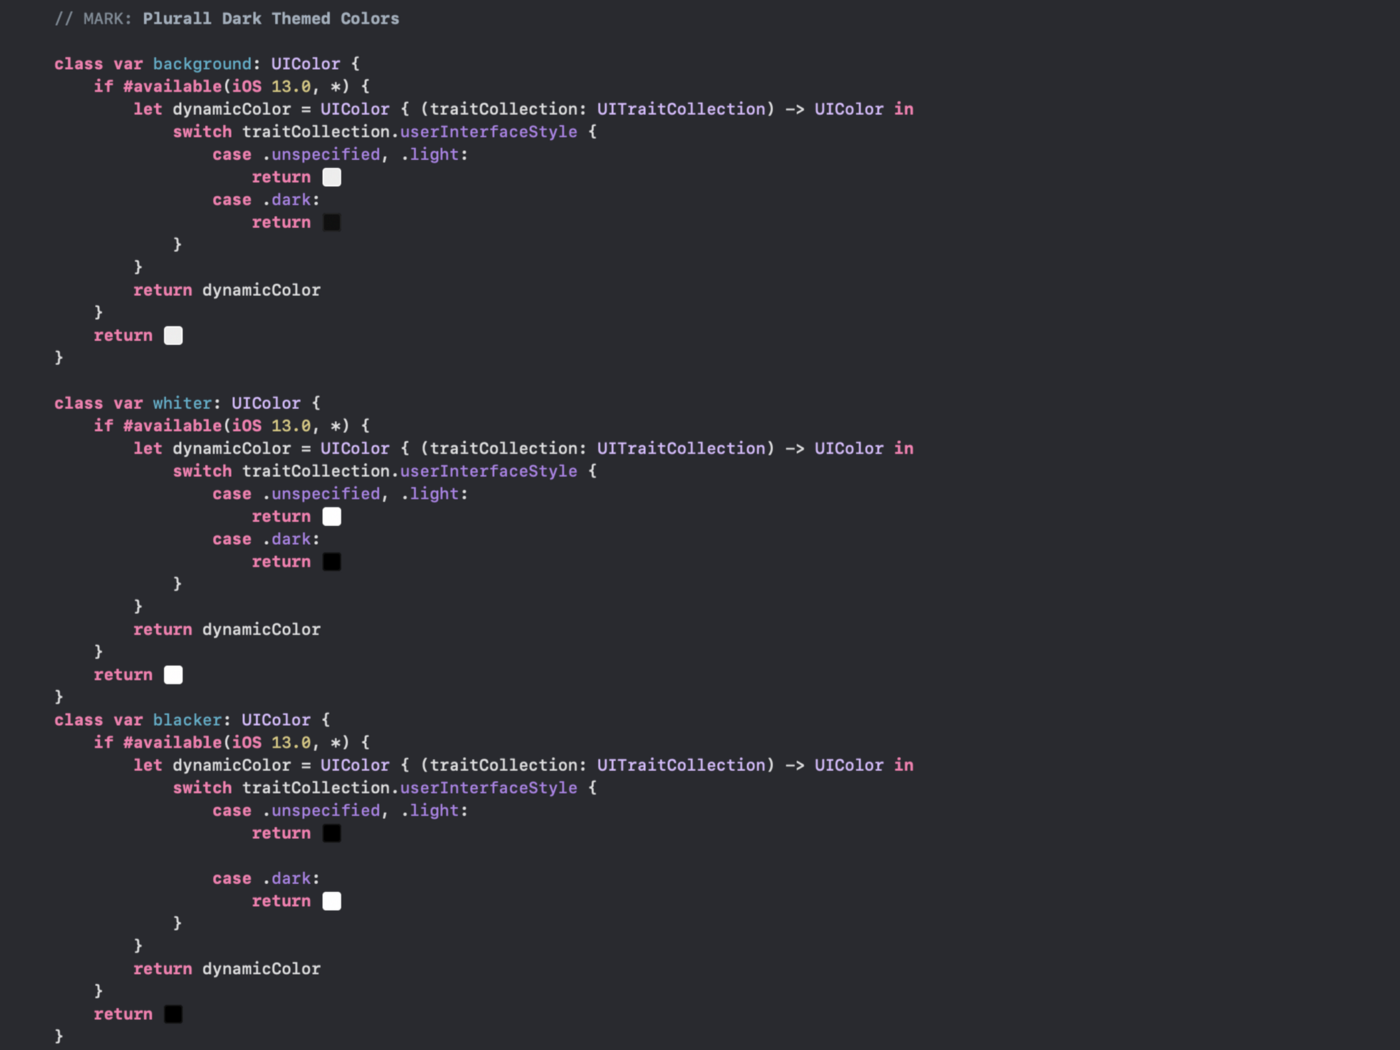 // MARK: Plurall Dark Themed Colors
class var background: UIColor {
if #available(iOS 13.0, *) {
let dynamicColor = UIColor { (traitCollection: UITraitCollection) -> UIColor in
switch traitCollection.userInterfaceStyle {
case .unspecified, .light:
return
case .dark:
return
}
}
return dynamicColor
}
return
}
class var whiter: UIColor {
if #available(iOS 13.0, *) {
let dynamicColor = UIColor { (traitCollection: UITraitCollection) -> UIColor in
switch traitCollection.userInterfaceStyle {
case .unspecified, .light:
return
case .dark:
return
}
}
return dynamicColor
}
return
}
class var blacker: UIColor {
if #available(iOS 13.0, *) {
let dynamicColor = UIColor { (traitCollection: UITraitCollection) -> UIColor in
switch traitCollection.userInterfaceStyle {
case .unspecified, .light:
return
case .dark:
return
}
}
return dynamicColor
}
return
}